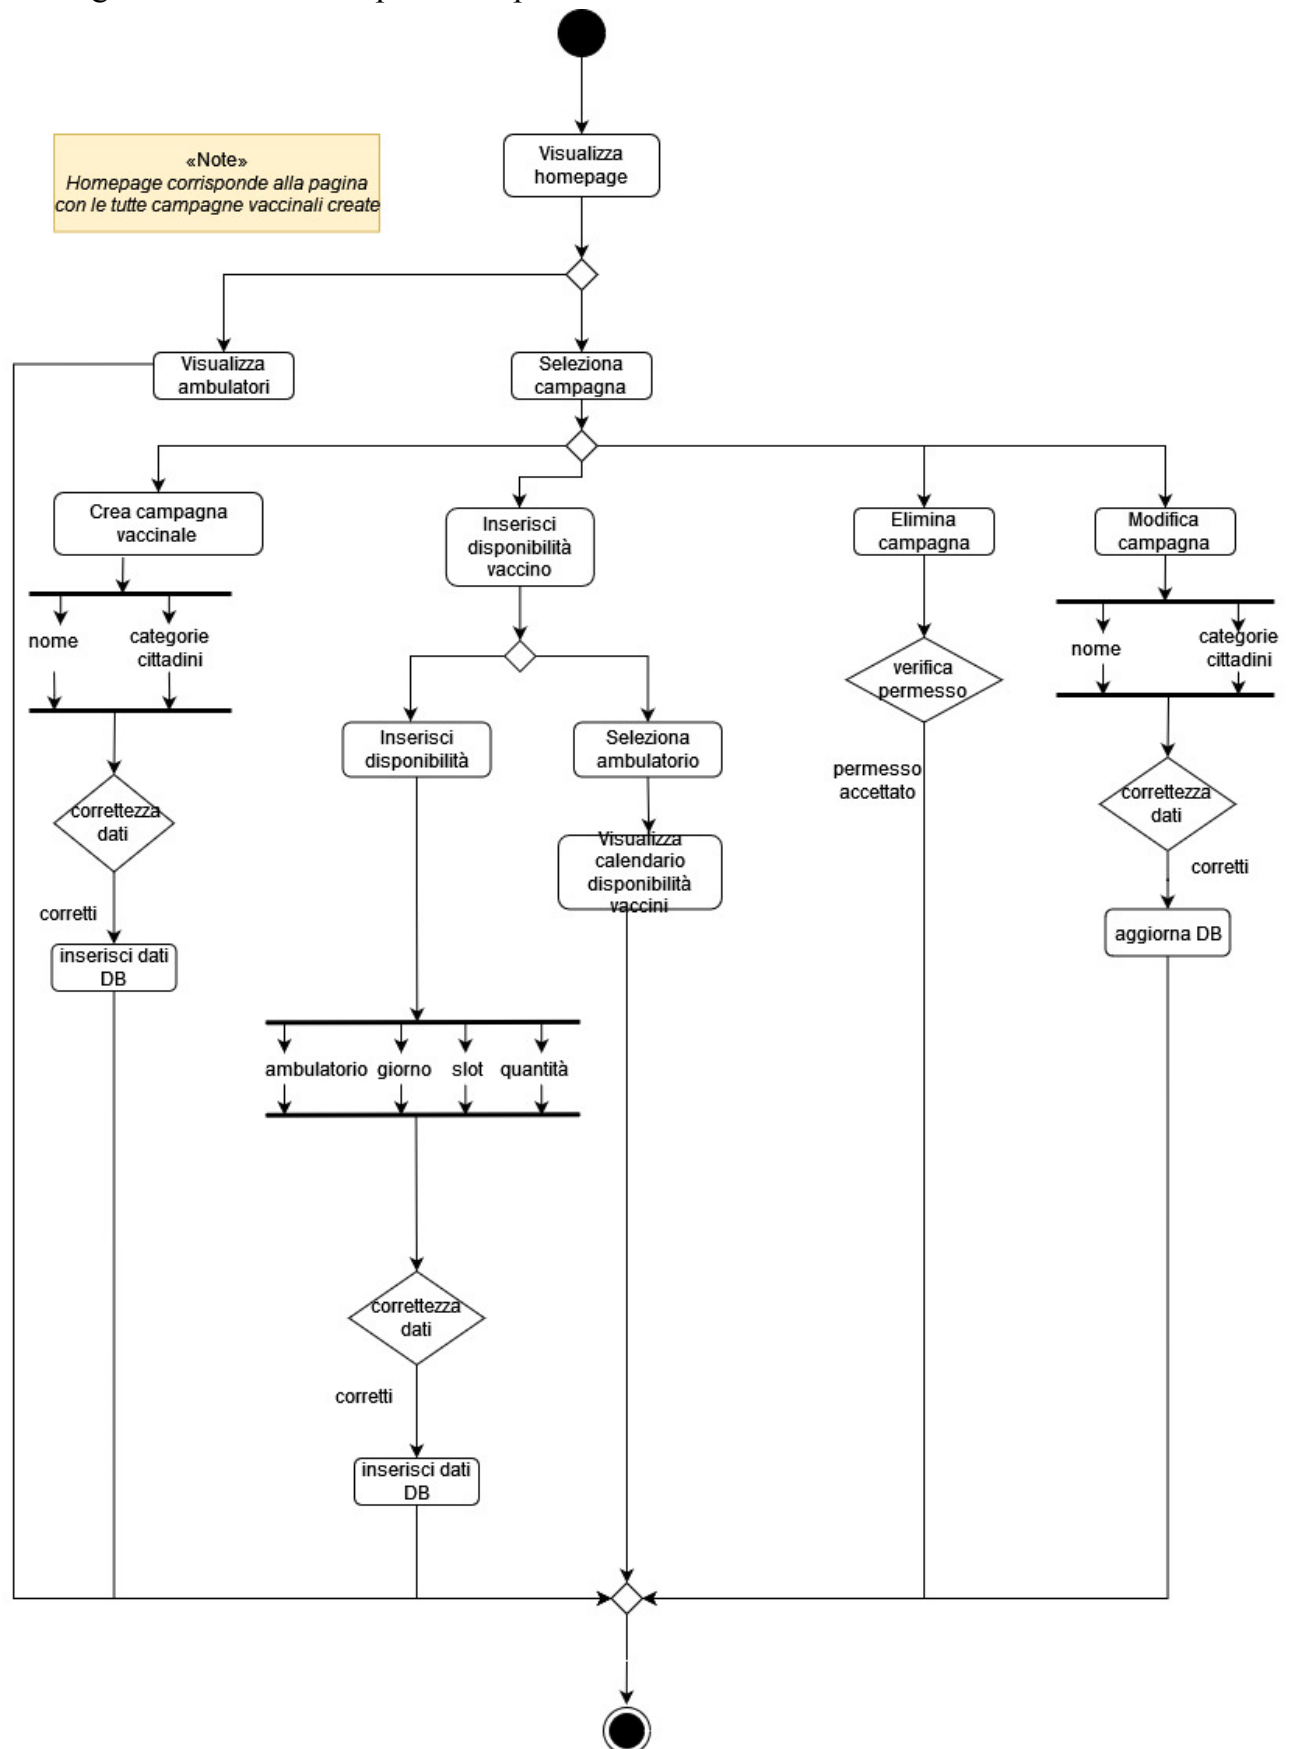 Visualizza
homepage
«Note»
Homepage corrisponde alla pagina
con le tutte campagne vaccinali create
Visualizza
ambulatori
Seleziona
campagna
Crea campagna
vaccinale
Inserisci
disponibilità
vaccino
Elimina
campagna
Modifica
campagna
nome
categorie
cittadini
verifica
permesso
nome
categorie
cittadini
Inserisci
disponibilità
Seleziona
ambulatorio
permesso
accettato
correttezza
dati
correttezza
dati
Visualizza
calendario
disponibilità
vaccini
corretti
corretti
inserisci dati
DB
aggiorna DB
ambulatorio
giorno
slot
quantità
correttezza
dati
corretti
inserisci dati
DB